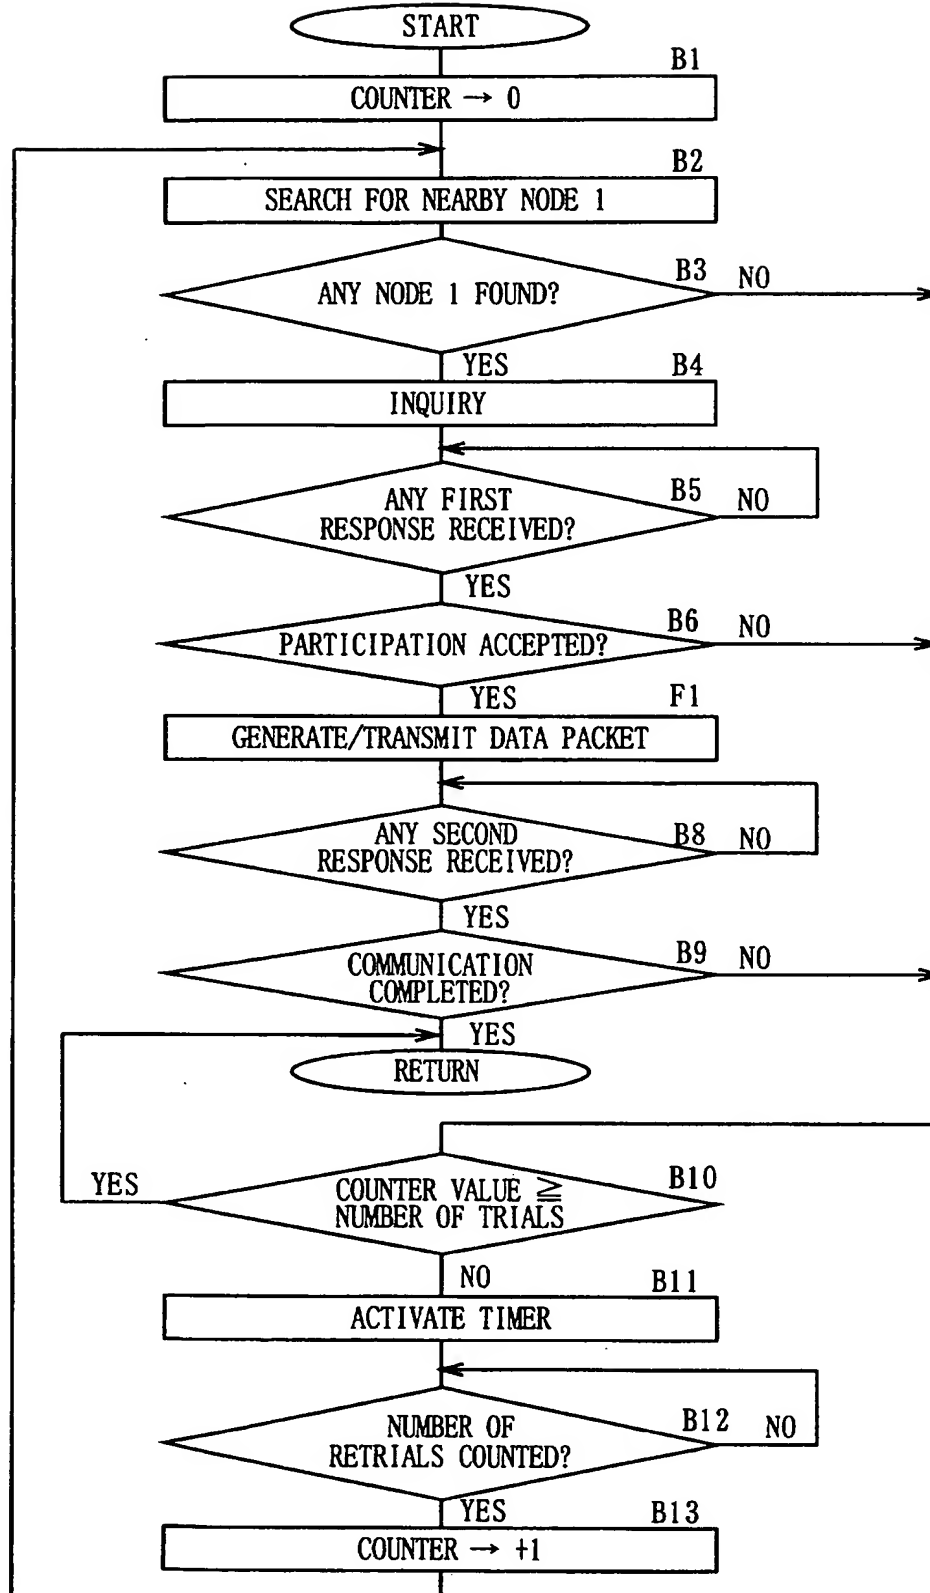 START
B1
COUNTER → 0
B2
SEARCH FOR NEARBY NODE 1
B3
NO
ANY NODE 1 FOUND?
YES
B4
INQUIRY
B5
NO
ANY FIRST
RESPONSE RECEIVED?
YES
B6
NO
PARTICIPATION ACCEPTED?
YES
F1
GENERATE/TRANSMIT DATA PACKET
ANY SECOND
RESPONSE RECEIVED?
B8
NO
YES
B9
NO
COMMUNICATION
COMPLETED?
YES
RETURN
YES
B10
COUNTER VALUE ≧
NUMBER OF TRIALS
NO
B11
ACTIVATE TIMER
NUMBER OF
RETRIALS COUNTED?
B12
NO
YES
B13
COUNTER → +1